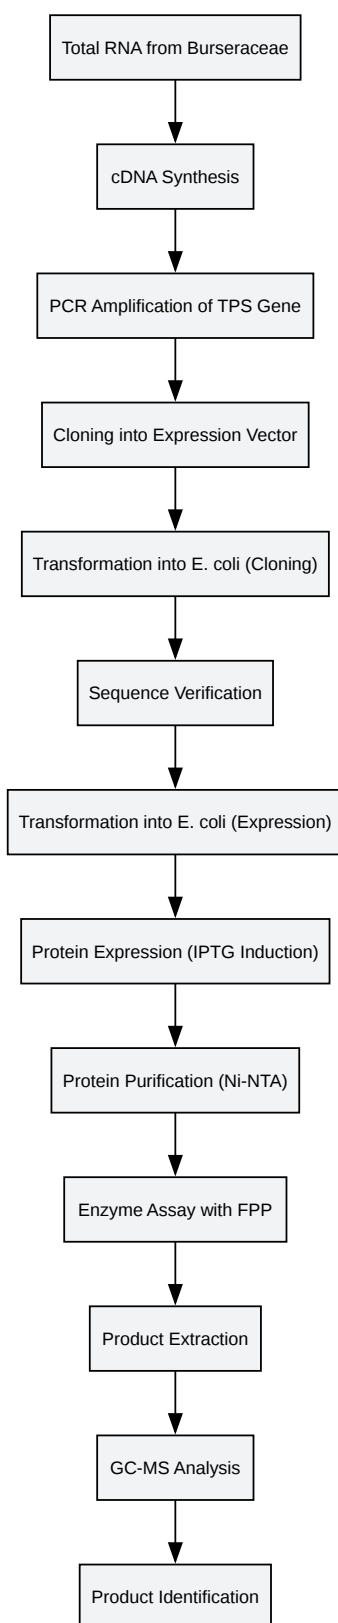 Total RNA from Burseraceae
cDNA Synthesis
PCR Amplification of TPS Gene
Cloning into Expression Vector
Transformation into E. coli (Cloning)
Sequence Verification
Transformation into E. coli (Expression)
Protein Expression (IPTG Induction)
Protein Purification (Ni-NTA)
Enzyme Assay with FPP
Product Extraction
GC-MS Analysis
Product Identification